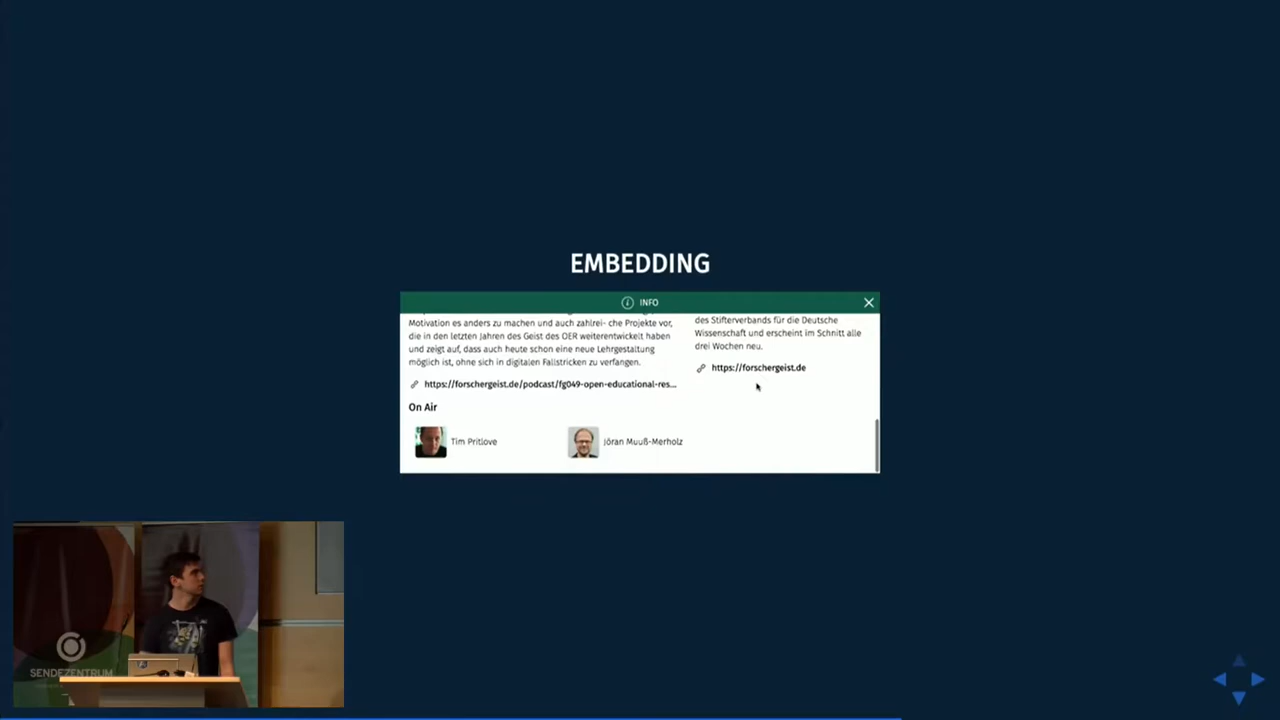 EMBEDDING
INFO
Motivation es anders zu machen und auch zahlrei- che Projekte vor,
die in den letzten Jahren des Geist des OER weiterentwickelt haben
und zeigt auf, dass auch heute schon eine neue Lehrgestaltung
möglich ist, ohne sich in digitalen Fallstricken zu verfangen.
https://forschergeist.de/podcast/fg049-open-educational-res...
des Stifterverbands für die Deutsche
Wissenschaft und erscheint im Schnitt alle
drei Wochen neu.
https://forschergeist.de
On Air
Tim Pritlove
Jöran Muuß-Merholz
SENDEZENTRUM